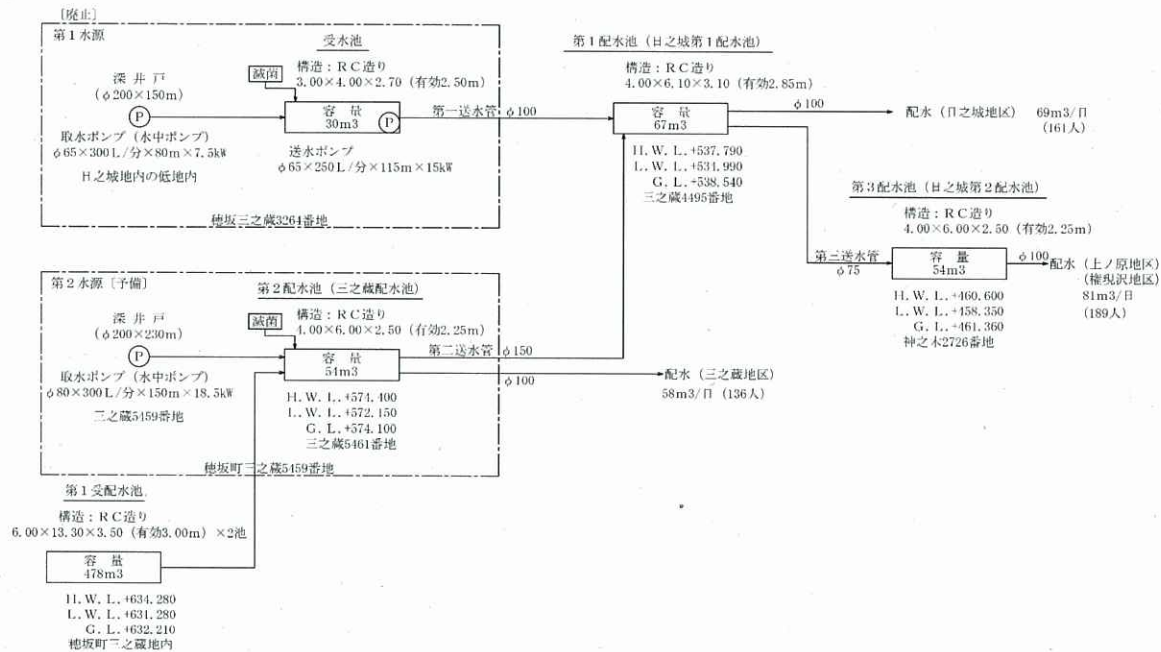 [廃止]
第1水源
受水池
構造：RC造り
3.00×4.00×2.70（有効2.50m）
滅菌
深井戸
（φ200×150m）
P
取水ポンプ（水中ポンプ）
φ65×300L/分×80m×7.5kW
日之城地内の低地内
容量
30m3
P
送水ポンプ
φ65×250L/分×115m×15kW
穂坂三之蔵3264番地
第一送水管 φ100
第1配水池（日之城第1配水池）
構造：RC造り
4.00×6.10×3.10（有効2.85m）
容量
67m3
H.W.L.+537.790
L.W.L.+531.990
G.L.+538.540
三之蔵4495番地
φ100
配水（日之城地区） 69m3/日
（161人）
第3配水池（日之城第2配水池）
構造：RC造り
4.00×6.00×2.50（有効2.25m）
第三送水管
φ75
容量
54m3
φ100
配水（上ノ原地区）
（権現沢地区）
81m3/日
（189人）
H.W.L.+460.600
L.W.L.+458.350
G.L.+461.360
神之木2726番地
第2水源［予備］
第2配水池（三之蔵配水池）
構造：RC造り
4.00×6.00×2.50（有効2.25m）
滅菌
深井戸
（φ200×230m）
P
取水ポンプ（水中ポンプ）
φ80×300L/分×150m×18.5kW
三之蔵5459番地
容量
54m3
第二送水管 φ150
φ100
配水（三之蔵地区）
58m3/日（136人）
H.W.L.+574.400
L.W.L.+572.150
G.L.+574.100
三之蔵5461番地
穂坂町三之蔵5459番地
第1受配水池
構造：RC造り
6.00×13.30×3.50（有効3.00m）×2池
容量
478m3
H.W.L.+634.280
L.W.L.+631.280
G.L.+632.210
穂坂町三之蔵地内